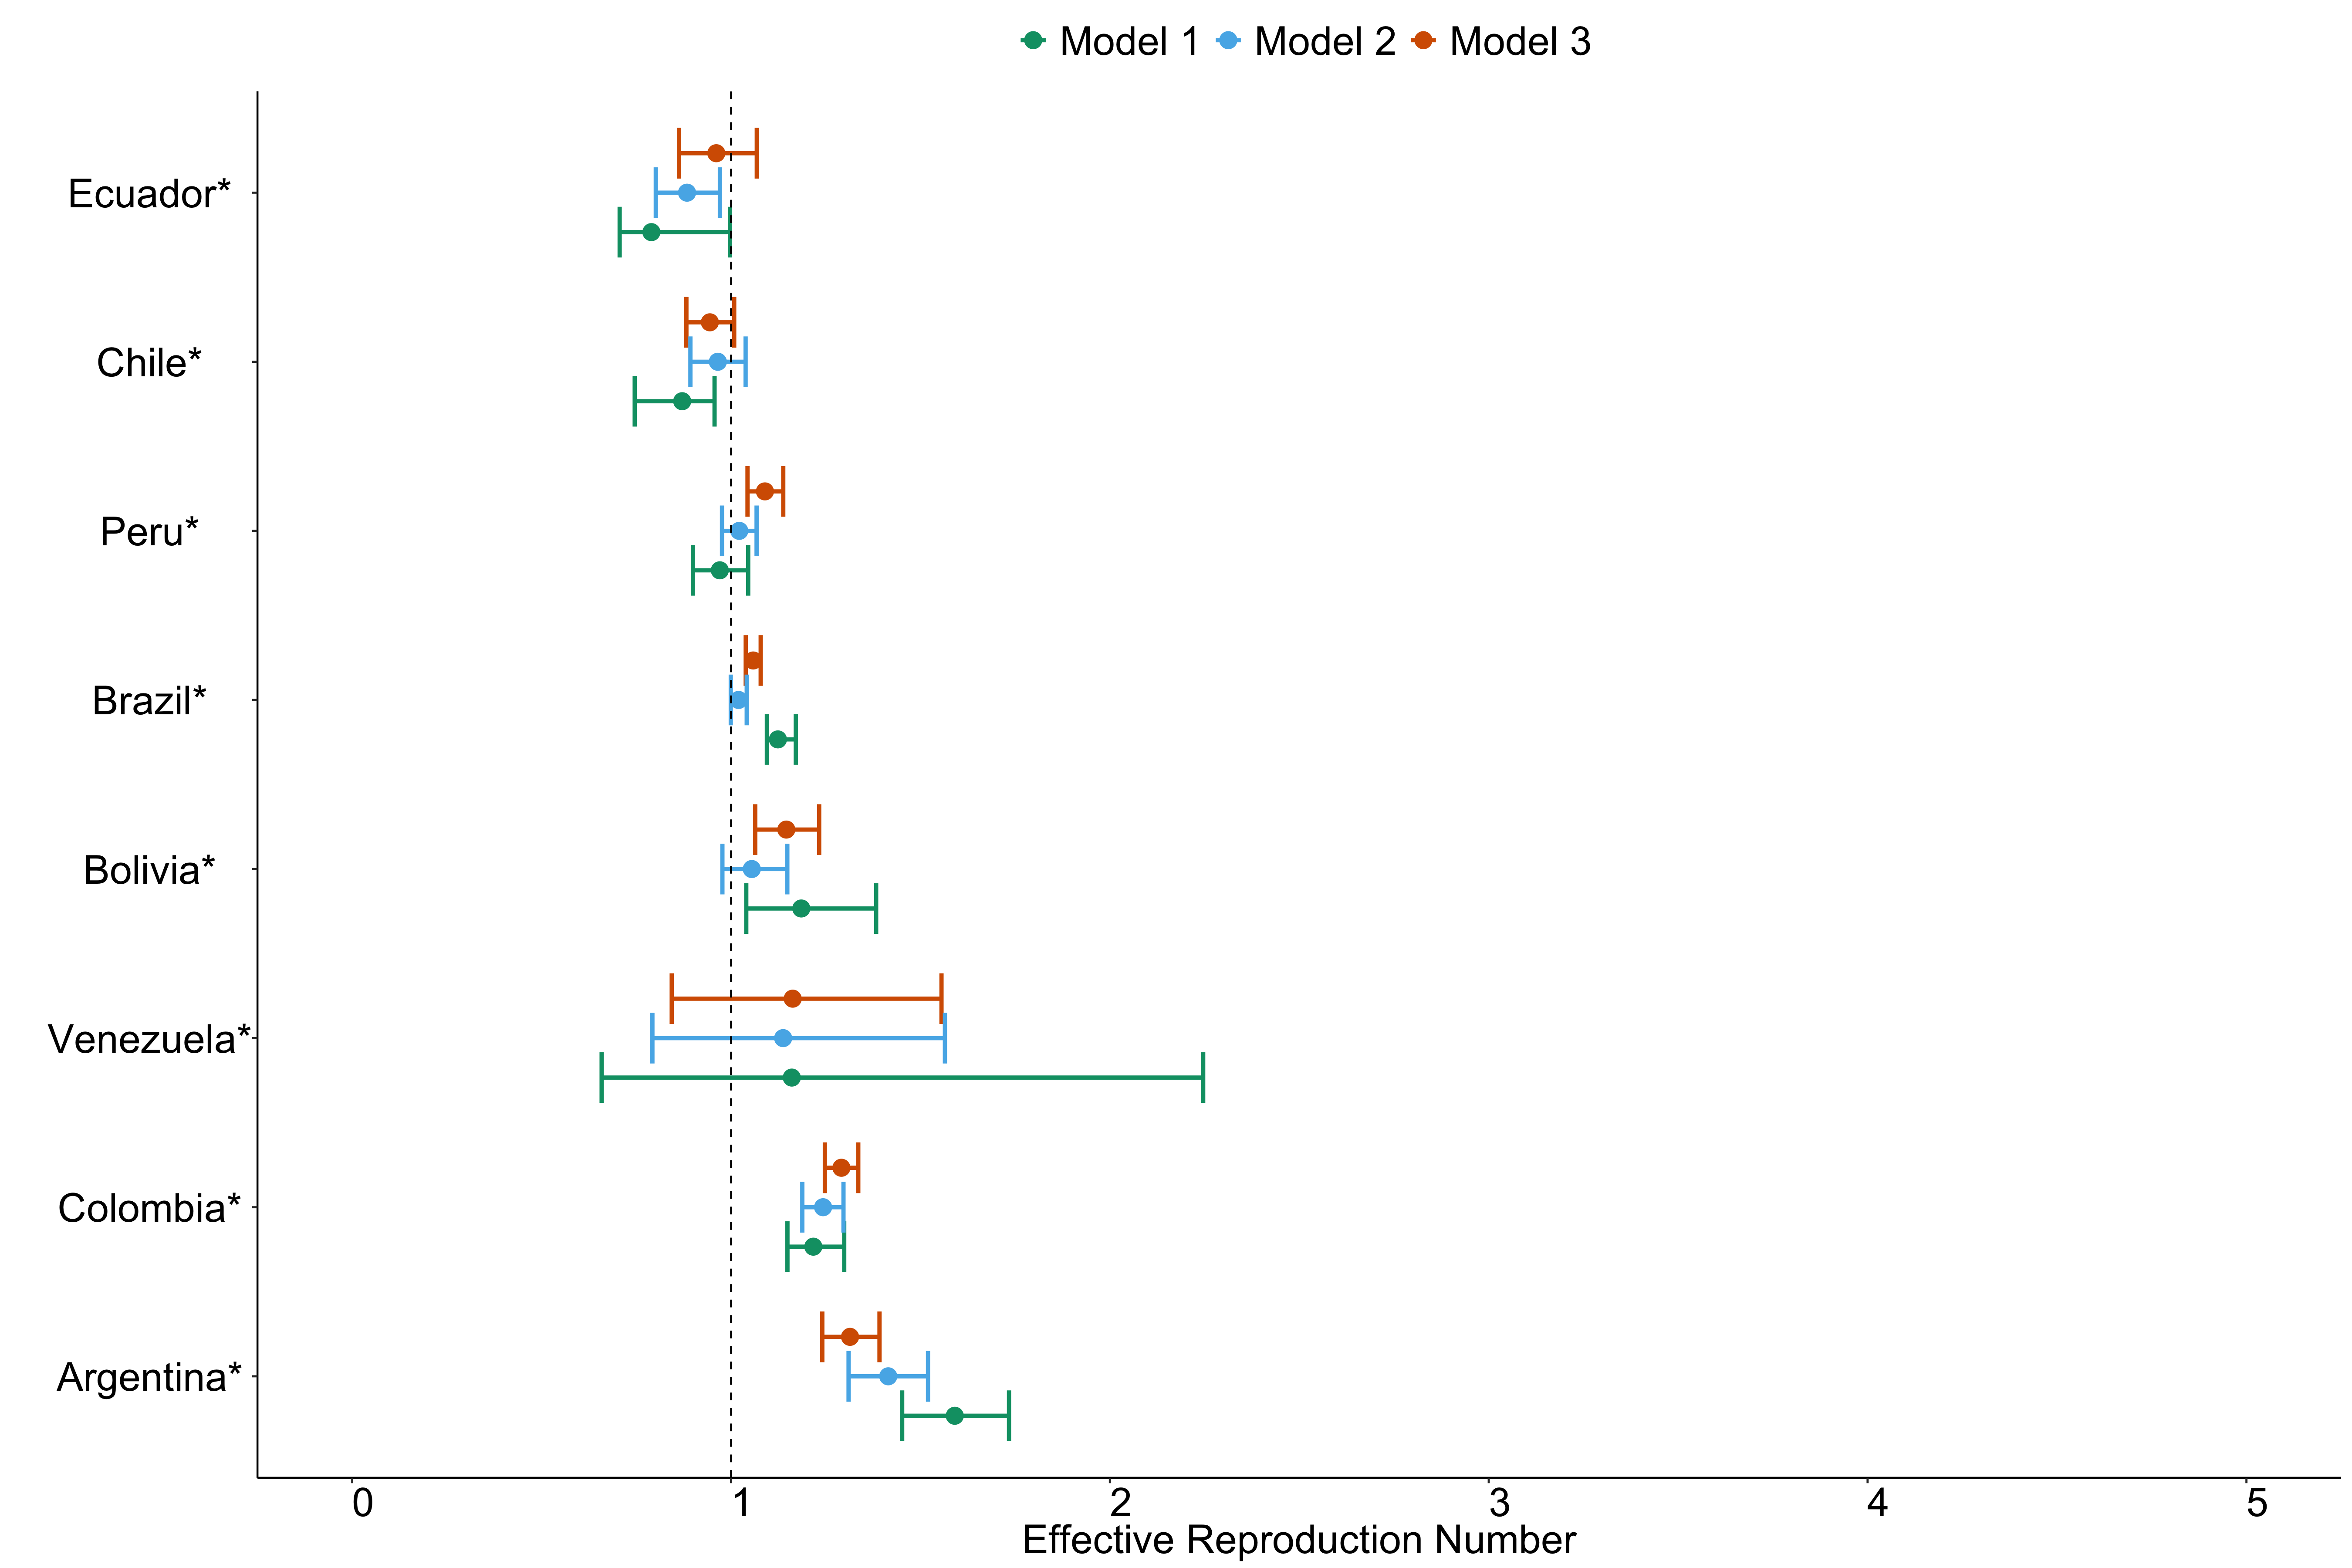 Model 1 Model 2 Model 3
Ecuador*
Chile*
Peru*
Brazil*
Bolivia*
Venezuela*
Colombia*
Argentina*
0 1 2 3 4 5
Effective Reproduction Number